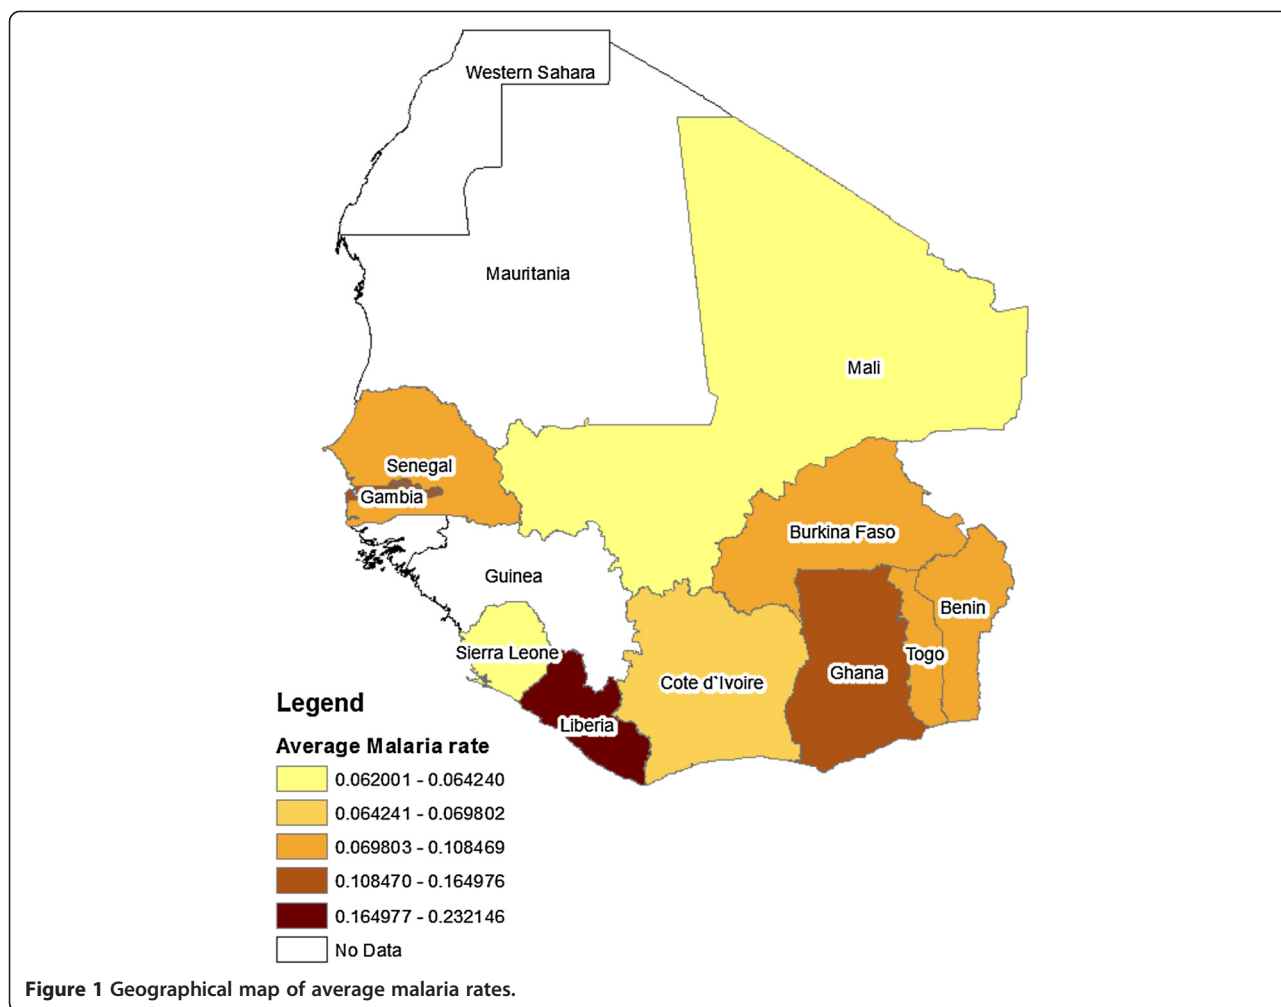 Western Sahara
Mauritania
Mali
Senegal
Gambia
Burkina Faso
Guinea
Benin
Sierra Leone
Togo
Ghana
Cote d`Ivoire
Liberia
Legend
Average Malaria rate
0.062001 - 0.064240
0.064241 - 0.069802
0.069803 - 0.108469
0.108470 - 0.164976
0.164977 - 0.232146
No Data
Figure 1 Geographical map of average malaria rates.